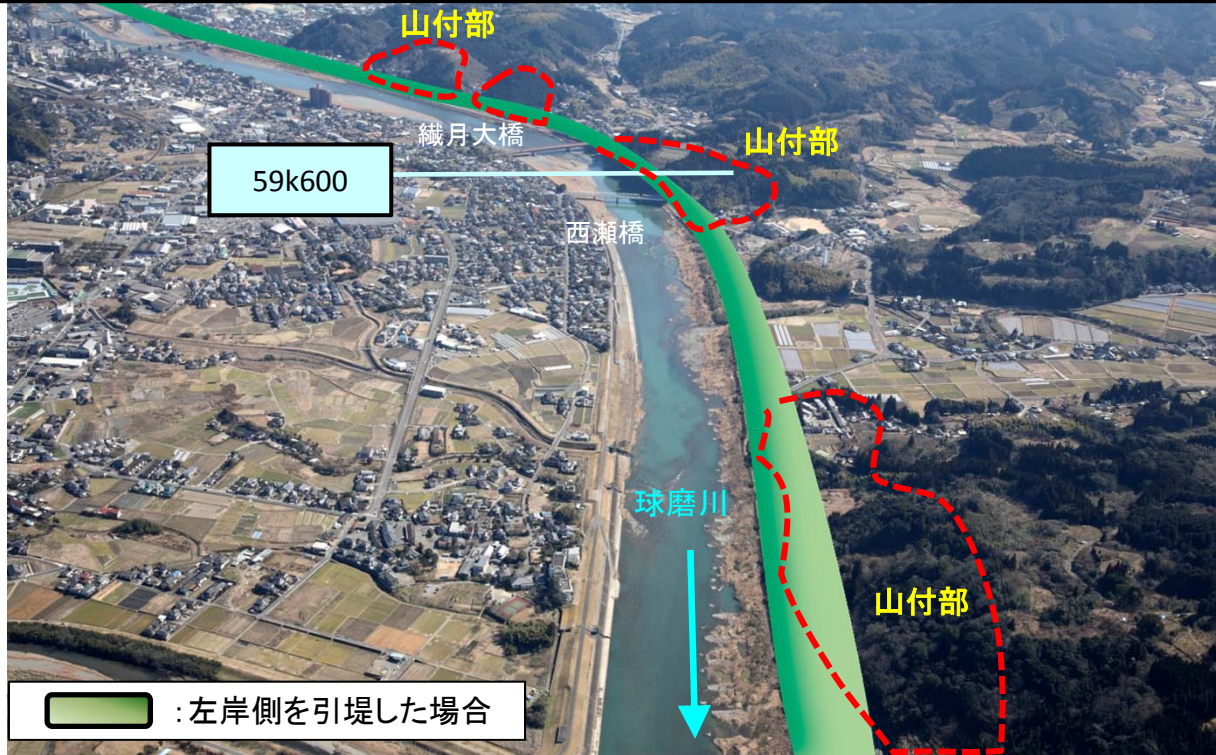 山付部
繊月大橋
山付部
59k600
西瀬橋
球磨川
山付部
:左岸側を引堤した場合